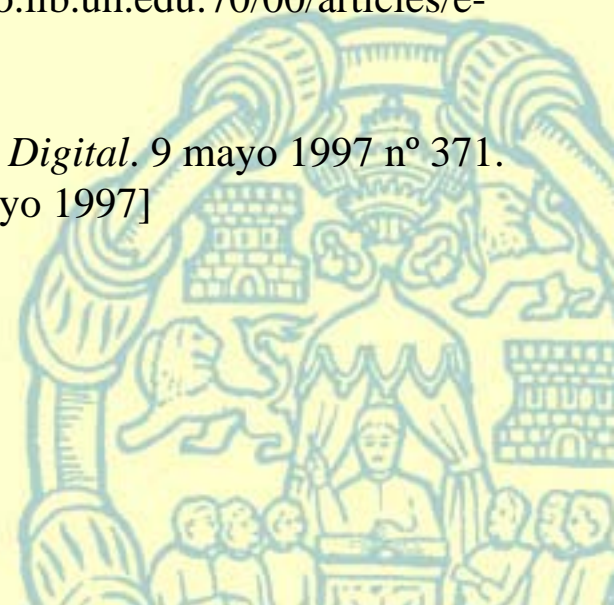 o.lib.uh.edu:70/00/articles/e-
Digital. 9 mayo 1997 nº 371.
yo 1997]